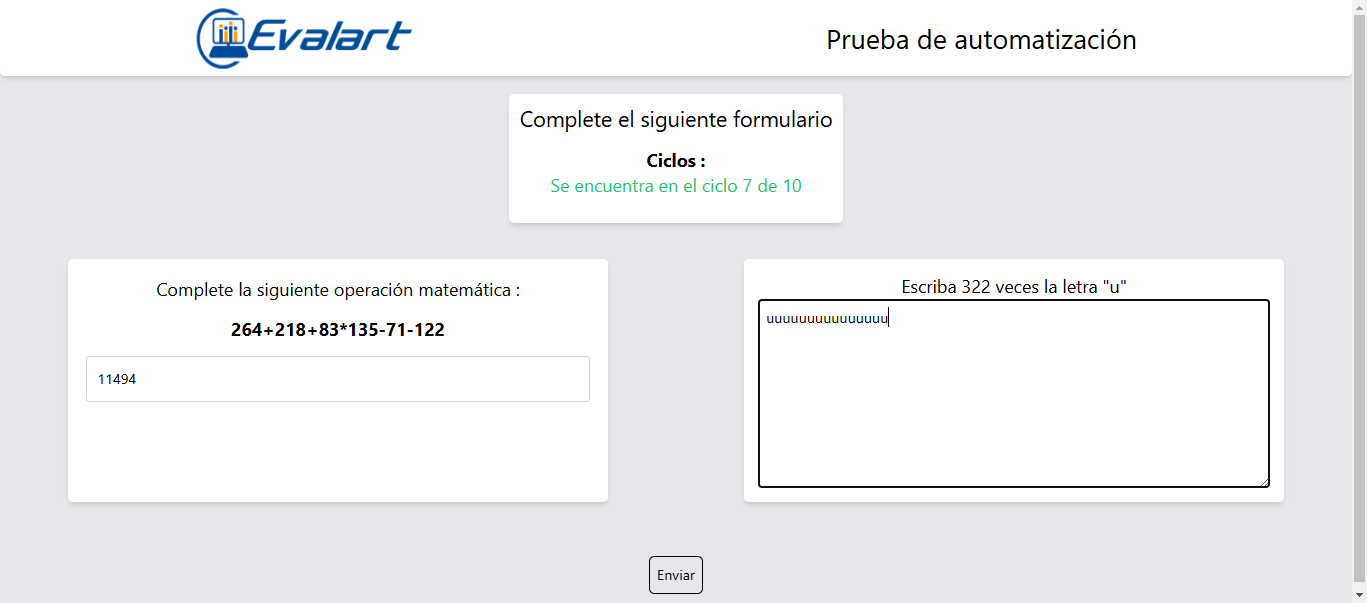 Evalart
Prueba de automatización
Complete el siguiente formulario
Ciclos :
Se encuentra en el ciclo 7 de 10
Complete la siguiente operación matemática :
264+218+83*135-71-122
11494
Escriba 322 veces la letra "u"
uuuuuuuuuuuuuuu
Enviar